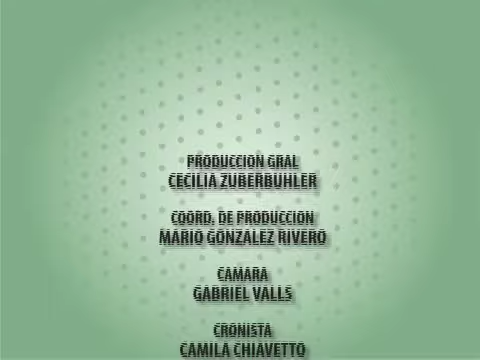 PRODUCCION GRAL
CECILIA ZUBERBUHLER
COORD. DE PRODUCCION
MARIO GONZALEZ RIVERO
CAMARA
GABRIEL VALLS
CRONISTA
CAMILA CHIAVETTO